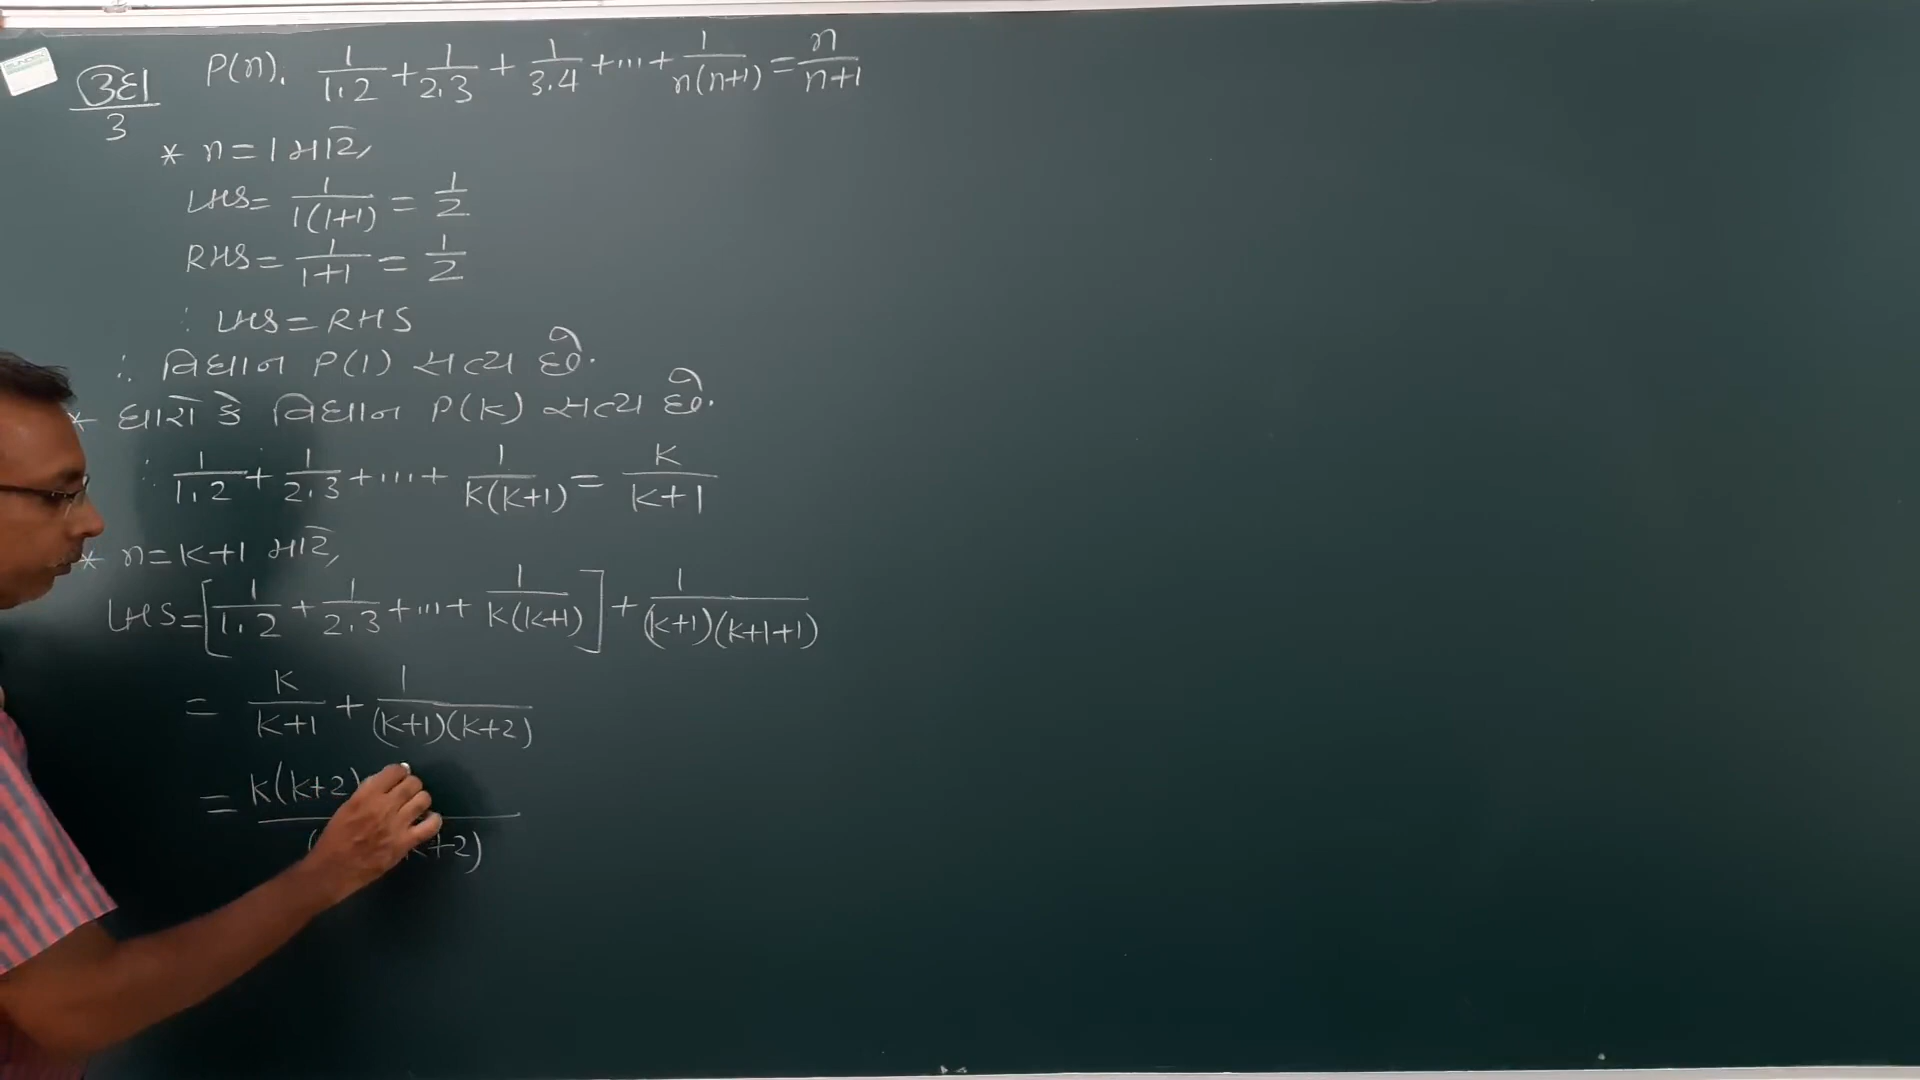 ઉદા 3 P(n). 1/1.2 + 1/2.3 + 1/3.4 + ... + 1/n(n+1) = n/n+1
* n = 1 માટે,
LHS = 1/1(1+1) = 1/2
RHS = 1/1+1 = 1/2
∴ LHS = RHS
∴ વિધાન P(1) સત્ય છે.
* ધારો કે વિધાન P(k) સત્ય છે.
∴ 1/1.2 + 1/2.3 + ... + 1/k(k+1) = k/k+1
* n = k+1 માટે,
LHS = [1/1.2 + 1/2.3 + ... + 1/k(k+1)] + 1/(k+1)(k+1+1)
= k/k+1 + 1/(k+1)(k+2)
= k(k+2) / ( k+2)